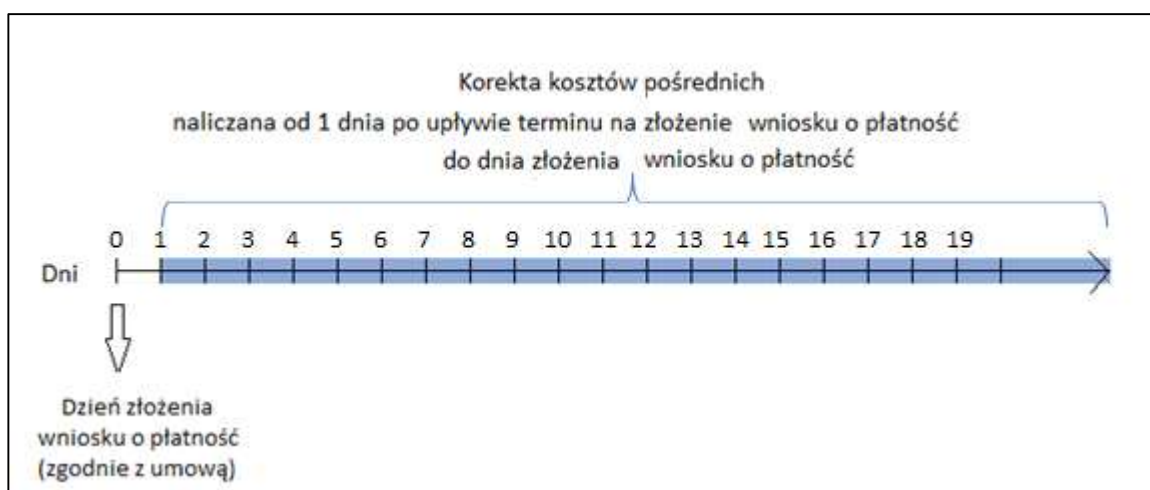 Korekta kosztów pośrednich
naliczana od 1 dnia po upływie terminu na złożenie wniosku o płatność
do dnia złożenia wniosku o płatność
0 1 2 3 4 5 6 7 8 9 10 11 12 13 14 15 16 17 18 19
Dni
Dzień złożenia
wniosku o płatność
(zgodnie z umową)